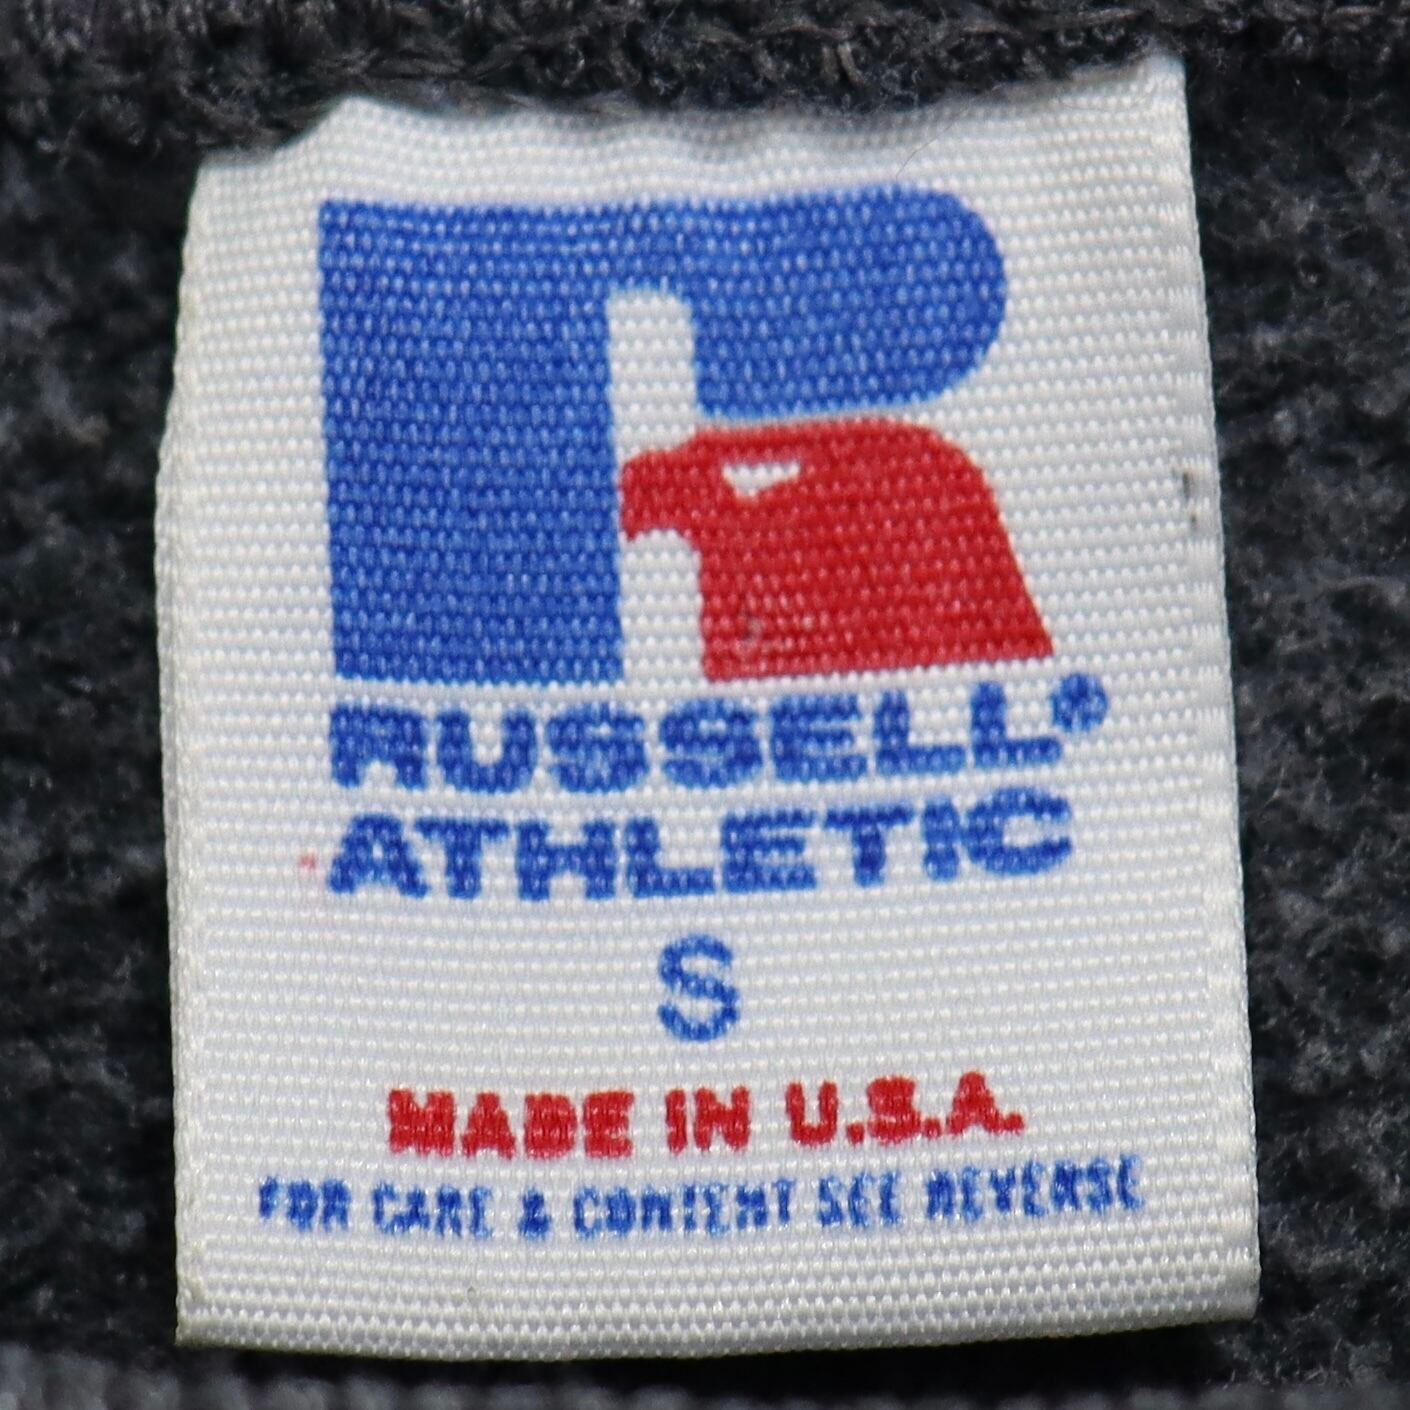 RUSSELL®
ATHLETIC
S
MADE IN U.S.A.
FOR CARE & CONTENT SEE REVERSE